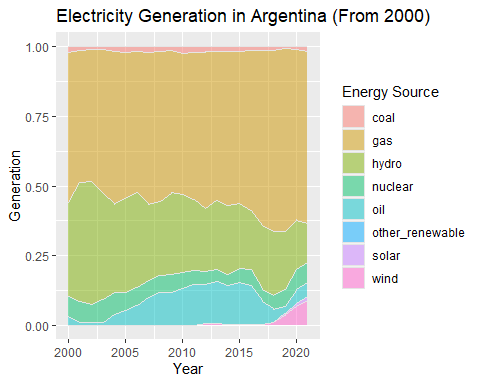 Electricity Generation in Argentina (From 2000)
1.00
0.75
0.50
0.25
0.00
Generation
2000 2005 2010 2015 2020
Year
Energy Source
coal
gas
hydro
nuclear
oil
other_renewable
solar
wind